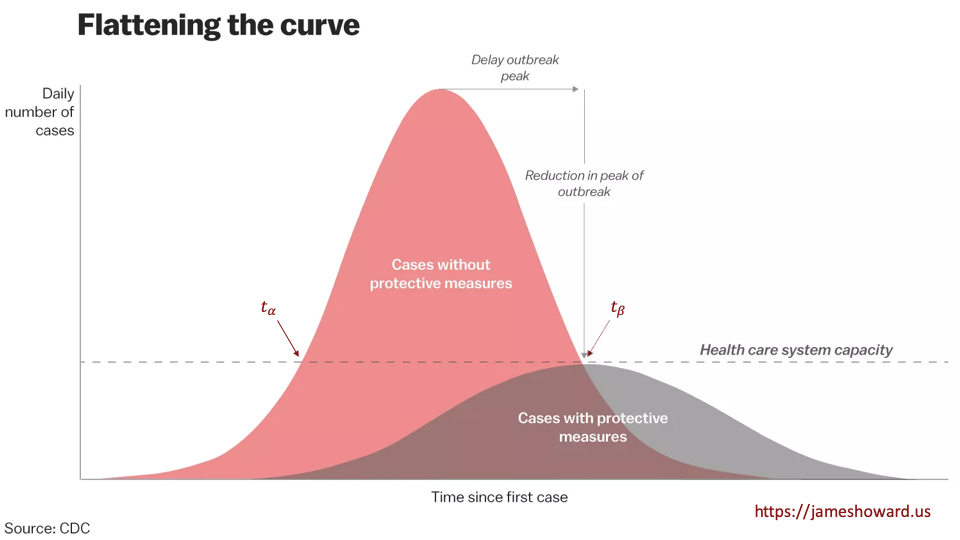 Flattening the curve
Delay outbreak
peak
Daily
number of
cases
Reduction in peak of
outbreak
Cases without
protective measures
tα
tβ
Health care system capacity
Cases with protective
measures
Time since first case
https://jameshoward.us
Source: CDC